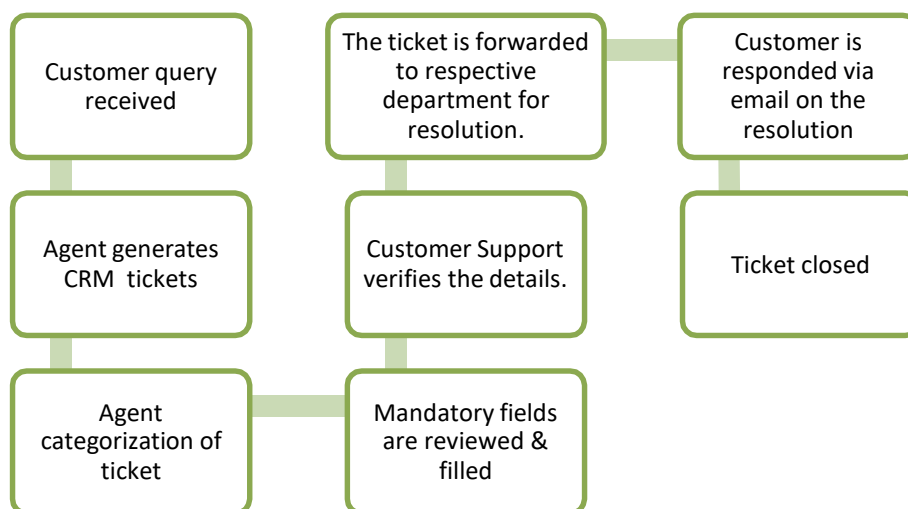 Customer query
received
Agent generates
CRM tickets
Agent
categorization of
ticket
Mandatory fields
are reviewed &
filled
Customer Support
verifies the details.
The ticket is forwarded
to respective
department for
resolution.
Customer is
responded via
email on the
resolution
Ticket closed